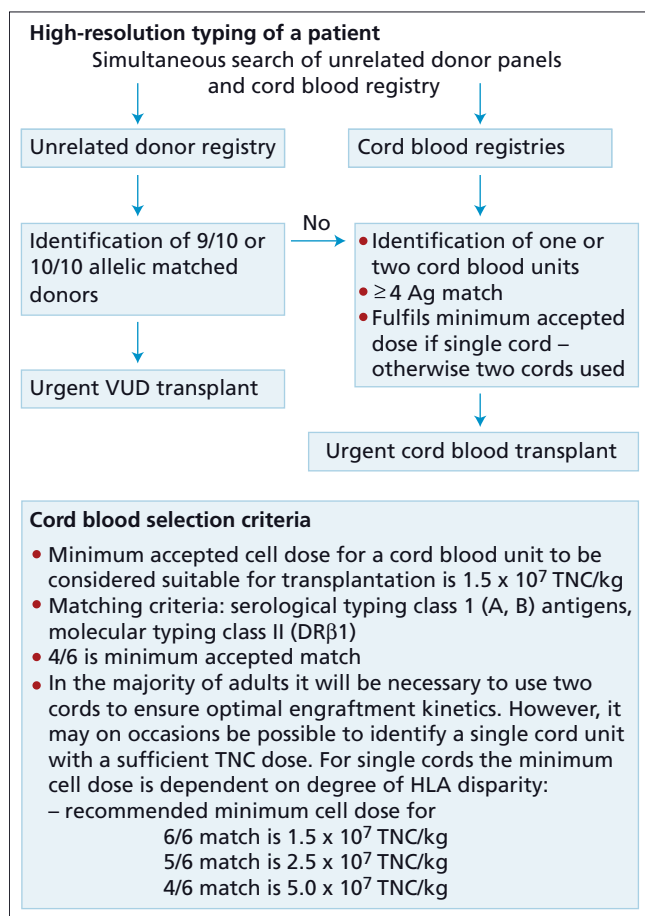 High-resolution typing of a patient
Simultaneous search of unrelated donor panels
and cord blood registry
Unrelated donor registry
Cord blood registries
Identification of 9/10 or
10/10 allelic matched
donors
No
• Identification of one or
two cord blood units
• ≥4 Ag match
• Fulfils minimum accepted
dose if single cord –
otherwise two cords used
Urgent VUD transplant
Urgent cord blood transplant
Cord blood selection criteria
• Minimum accepted cell dose for a cord blood unit to be
considered suitable for transplantation is 1.5 x 10⁷ TNC/kg
• Matching criteria: serological typing class 1 (A, B) antigens,
molecular typing class II (DRβ1)
• 4/6 is minimum accepted match
• In the majority of adults it will be necessary to use two
cords to ensure optimal engraftment kinetics. However, it
may on occasions be possible to identify a single cord unit
with a sufficient TNC dose. For single cords the minimum
cell dose is dependent on degree of HLA disparity:
– recommended minimum cell dose for
6/6 match is 1.5 x 10⁷ TNC/kg
5/6 match is 2.5 x 10⁷ TNC/kg
4/6 match is 5.0 x 10⁷ TNC/kg